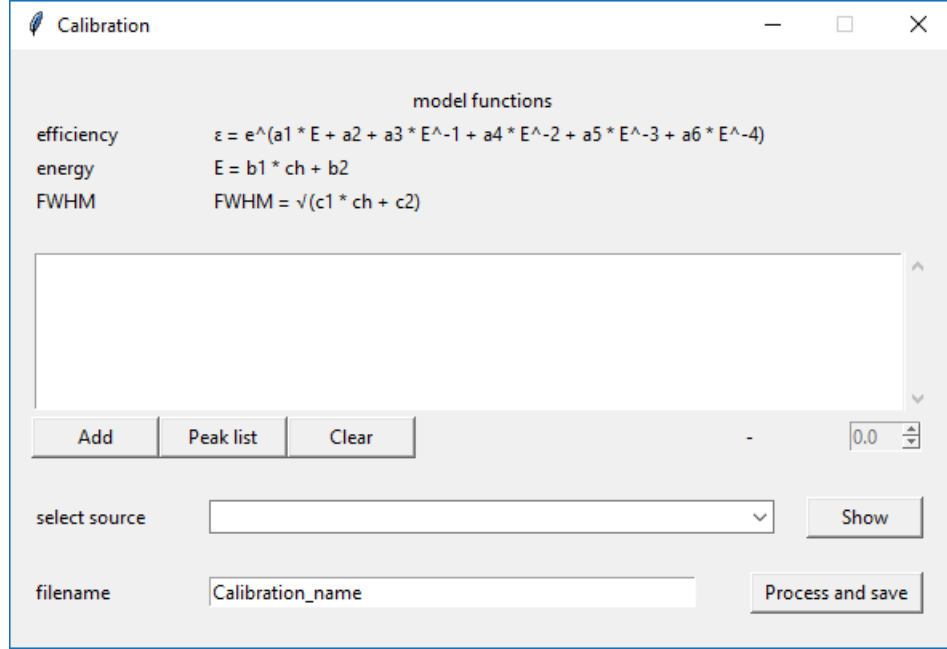 Calibration
model functions
efficiency ε = e^(a1 * E + a2 + a3 * E^-1 + a4 * E^-2 + a5 * E^-3 + a6 * E^-4)
energy E = b1 * ch + b2
FWHM FWHM = √(c1 * ch + c2)
Add Peak list Clear - 0.0
select source Show
filename Calibration_name Process and save